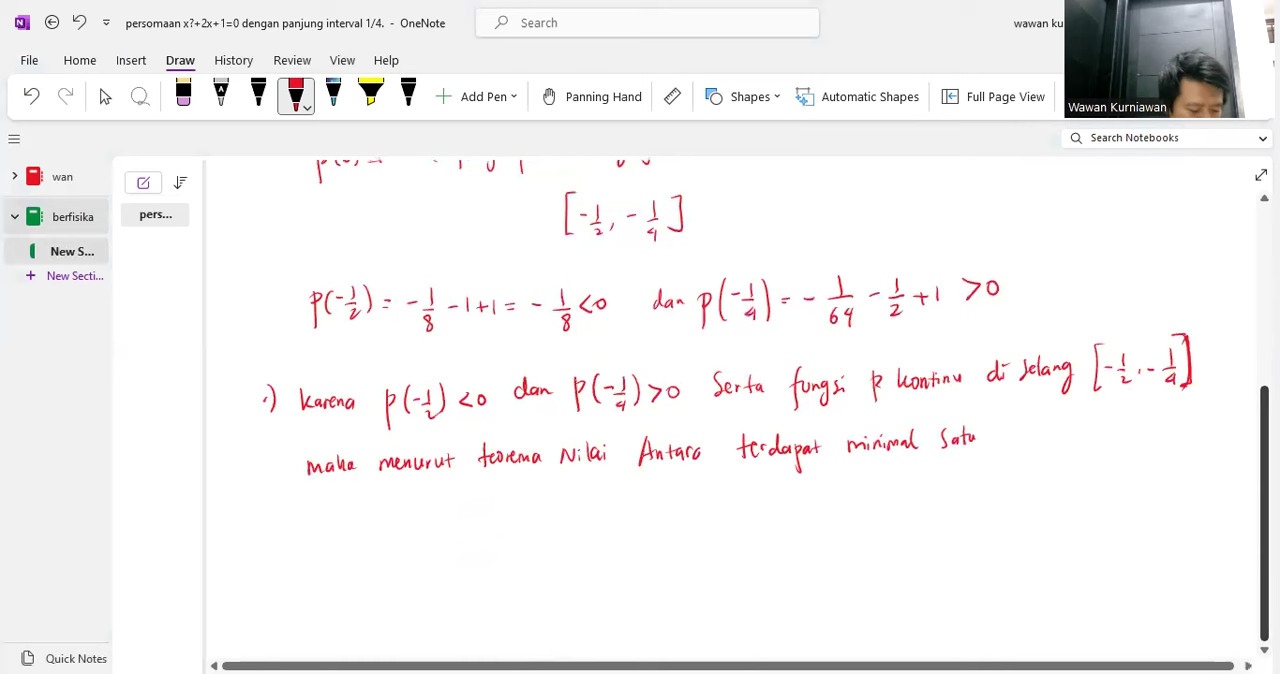 persomaan x?+2x+1=0 dengan panjung interval 1/4. - OneNote
Search
wawan ku
File Home Insert Draw History Review View Help
Add Pen Panning Hand Shapes Automatic Shapes Full Page View
Wawan Kurniawan
Search Notebooks
wan
berfisika
pers...
New S...
New Secti...
[-1/2, -1/4]
p(-1/2) = -1/8 -1+1 = -1/8 <0 dan p(-1/4) = -1/64 -1/2 +1 >0
Karena p(-1/2) <0 dan p(-1/4) >0 Serta fungsi p kontinu di selang [-1/2, -1/4]
maka menurut teorema Nilai Antara terdapat minimal satu
Quick Notes